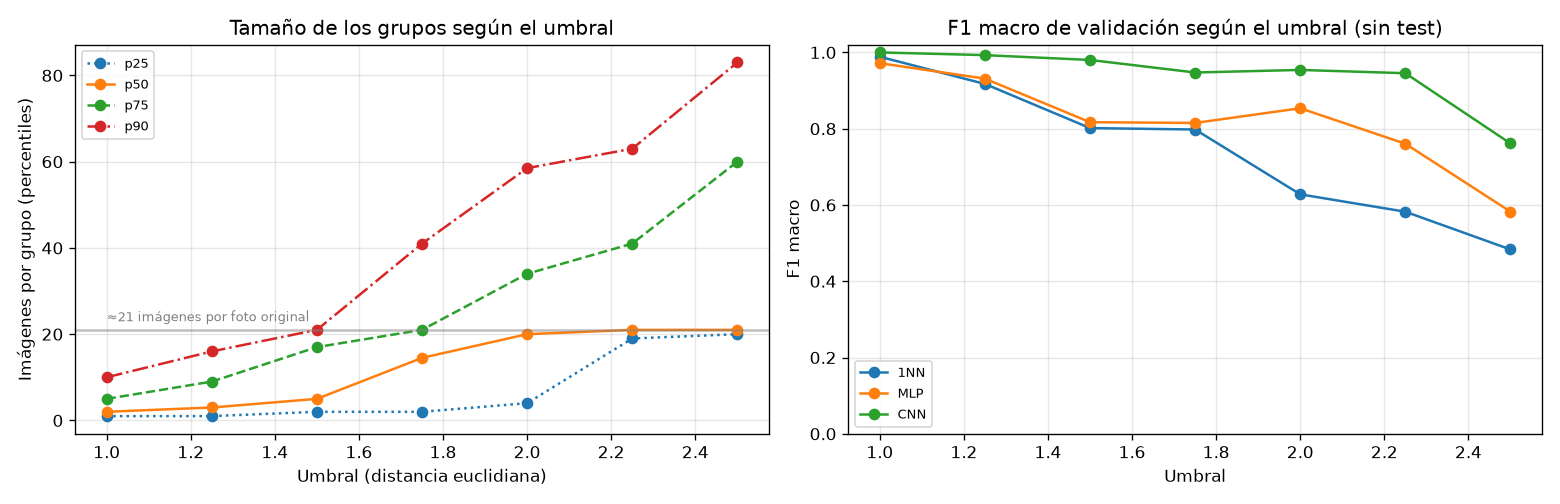 Tamaño de los grupos según el umbral
Imágenes por grupo (percentiles)
80
60
40
20
0
p25
p50
p75
p90
≈21 imágenes por foto original
1.0 1.2 1.4 1.6 1.8 2.0 2.2 2.4
Umbral (distancia euclidiana)
F1 macro de validación según el umbral (sin test)
F1 macro
1.0
0.8
0.6
0.4
0.2
0.0
1NN
MLP
CNN
1.0 1.2 1.4 1.6 1.8 2.0 2.2 2.4
Umbral